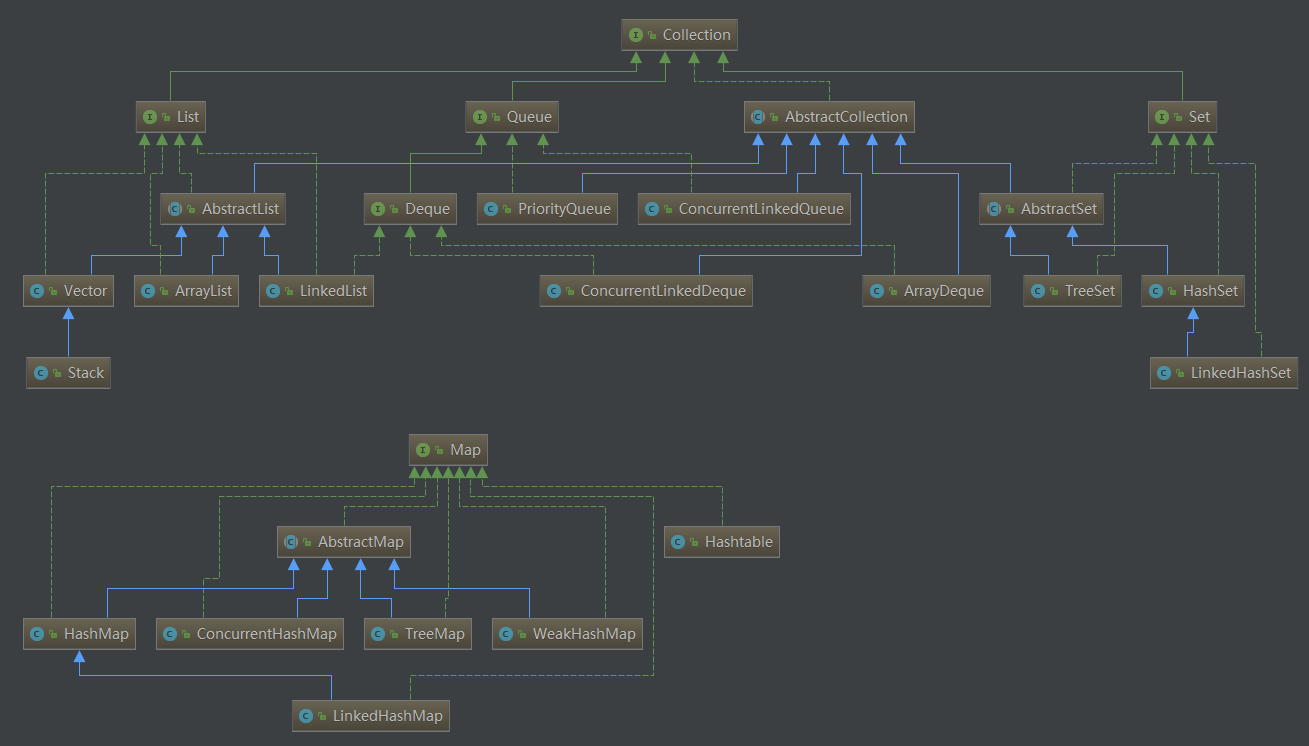 Collection
List
Queue
AbstractCollection
Set
AbstractList
Deque
PriorityQueue
ConcurrentLinkedQueue
AbstractSet
Vector
ArrayList
LinkedList
ConcurrentLinkedDeque
ArrayDeque
TreeSet
HashSet
Stack
LinkedHashSet
Map
AbstractMap
Hashtable
HashMap
ConcurrentHashMap
TreeMap
WeakHashMap
LinkedHashMap